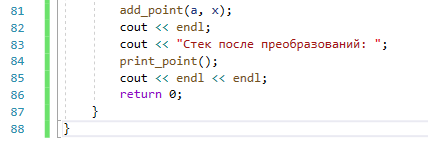 81 add_point(a, x);
82 cout << endl;
83 cout << "Стек после преобразований: ";
84 print_point();
85 cout << endl << endl;
86 return 0;
87 }
88 }